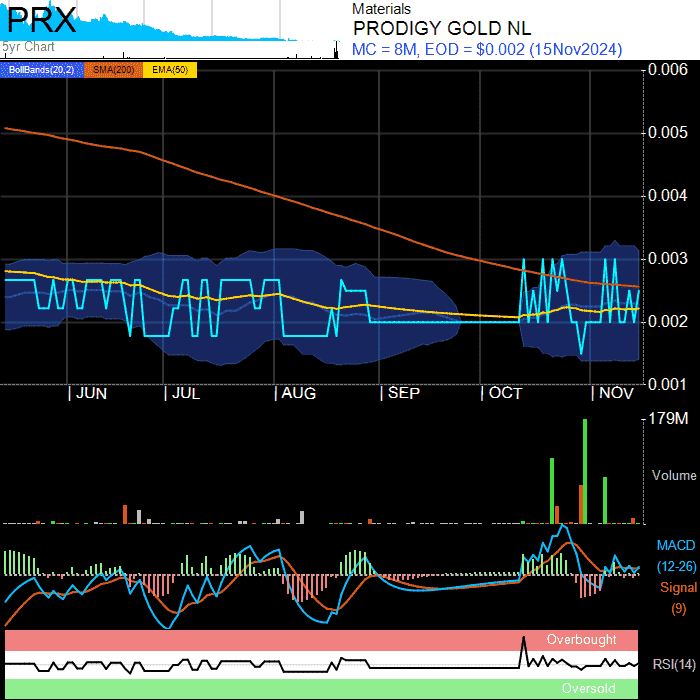 PRX
5yr Chart
Materials
PRODIGY GOLD NL
MC = 8M, EOD = $0.002 (15Nov2024)
BollBands(20,2) SMA(200) EMA(50)
0.006
0.005
0.004
0.003
0.002
0.001
JUN JUL AUG SEP OCT NOV
179M
Volume
MACD
(12-26)
Signal
(9)
Overbought
RSI(14)
Oversold